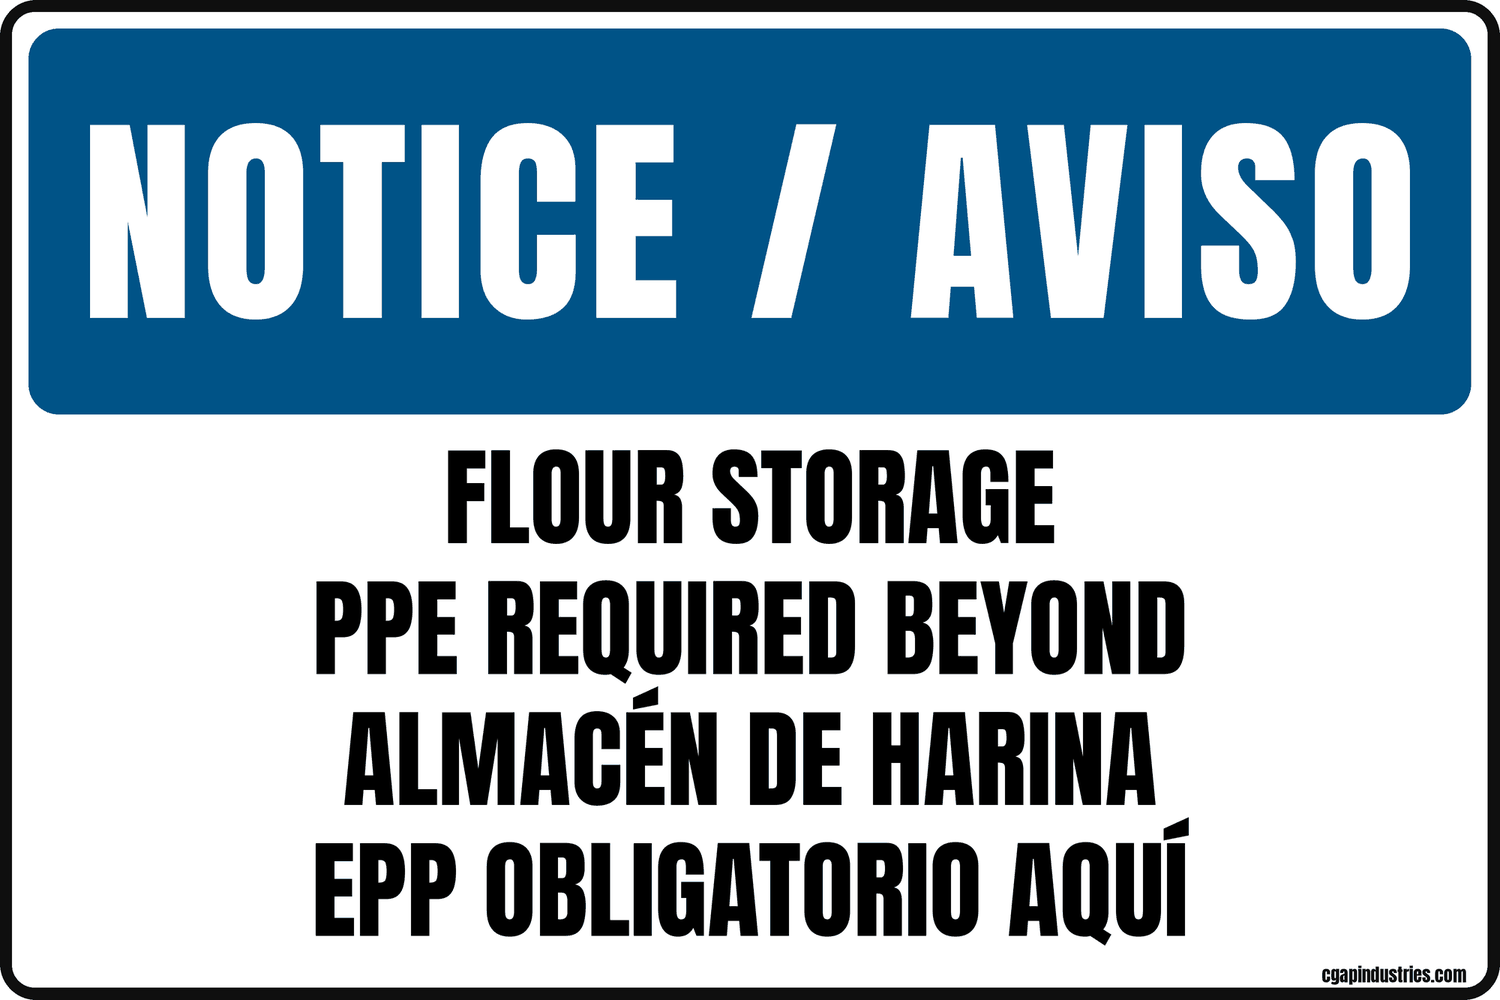 NOTICE / AVISO
FLOUR STORAGE
PPE REQUIRED BEYOND
ALMACÉN DE HARINA
EPP OBLIGATORIO AQUÍ
cgapindustries.com